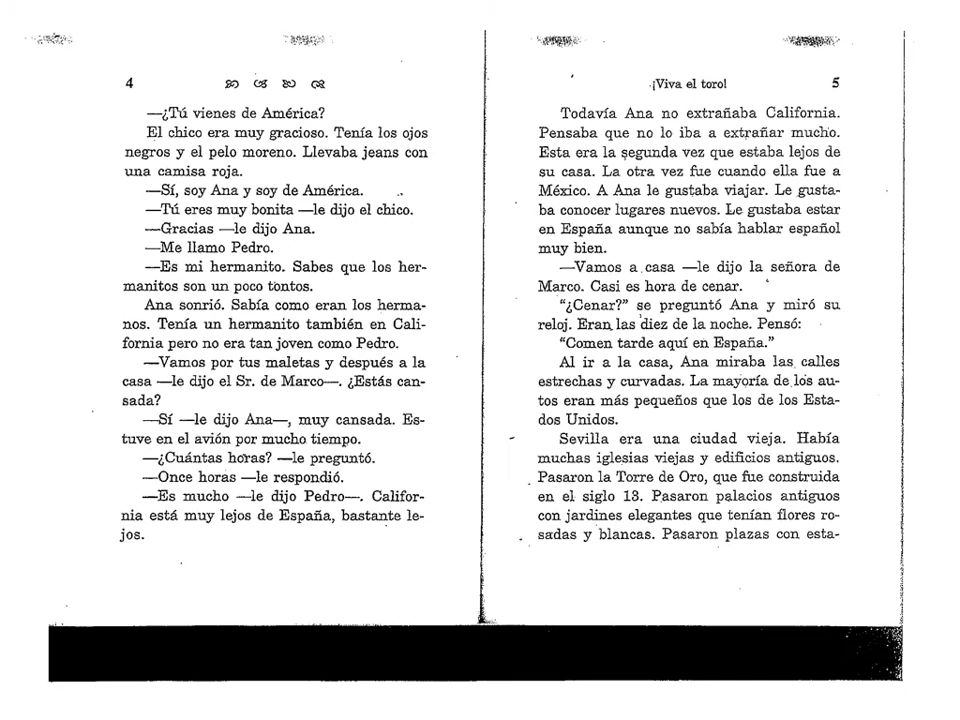 4
—¿Tú vienes de América?
El chico era muy gracioso. Tenía los ojos
negros y el pelo moreno. Llevaba jeans con
una camisa roja.
—Sí, soy Ana y soy de América.
—Tú eres muy bonita —le dijo el chico.
—Gracias —le dijo Ana.
—Me llamo Pedro.
—Es mi hermanito. Sabes que los her-
manitos son un poco tontos.
Ana sonrió. Sabía como eran los herma-
nos. Tenía un hermanito también en Cali-
fornia pero no era tan joven como Pedro.
—Vamos por tus maletas y después a la
casa —le dijo el Sr. de Marco—. ¿Estás can-
sada?
—Sí —le dijo Ana—, muy cansada. Es-
tuve en el avión por mucho tiempo.
—¿Cuántas horas? —le preguntó.
—Once horas —le respondió.
—Es mucho —le dijo Pedro—. Califor-
nia está muy lejos de España, bastante le-
jos.
¡Viva el toro! 5
Todavía Ana no extrañaba California.
Pensaba que no lo iba a extrañar mucho.
Esta era la segunda vez que estaba lejos de
su casa. La otra vez fue cuando ella fue a
México. A Ana le gustaba viajar. Le gusta-
ba conocer lugares nuevos. Le gustaba estar
en España aunque no sabía hablar español
muy bien.
—Vamos a casa —le dijo la señora de
Marco. Casi es hora de cenar.
"¿Cenar?" se preguntó Ana y miró su
reloj. Eran las diez de la noche. Pensó:
"Comen tarde aquí en España."
Al ir a la casa, Ana miraba las calles
estrechas y curvadas. La mayoría de los au-
tos eran más pequeños que los de los Esta-
dos Unidos.
Sevilla era una ciudad vieja. Había
muchas iglesias viejas y edificios antiguos.
Pasaron la Torre de Oro, que fue construida
en el siglo 13. Pasaron palacios antiguos
con jardines elegantes que tenían flores ro-
sadas y blancas. Pasaron plazas con esta-